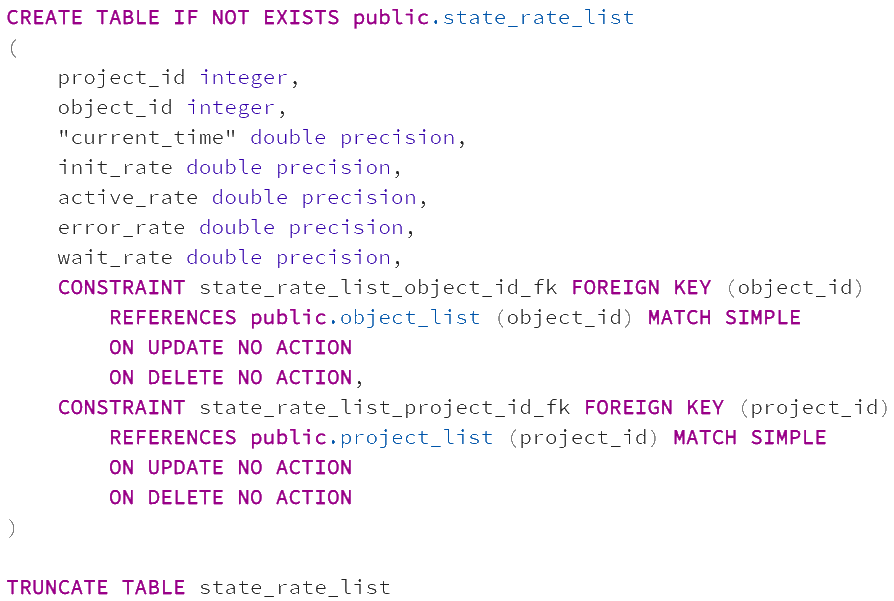 CREATE TABLE IF NOT EXISTS public.state_rate_list
(
    project_id integer,
    object_id integer,
    "current_time" double precision,
    init_rate double precision,
    active_rate double precision,
    error_rate double precision,
    wait_rate double precision,
    CONSTRAINT state_rate_list_object_id_fk FOREIGN KEY (object_id)
        REFERENCES public.object_list (object_id) MATCH SIMPLE
        ON UPDATE NO ACTION
        ON DELETE NO ACTION,
    CONSTRAINT state_rate_list_project_id_fk FOREIGN KEY (project_id)
        REFERENCES public.project_list (project_id) MATCH SIMPLE
        ON UPDATE NO ACTION
        ON DELETE NO ACTION
)
TRUNCATE TABLE state_rate_list